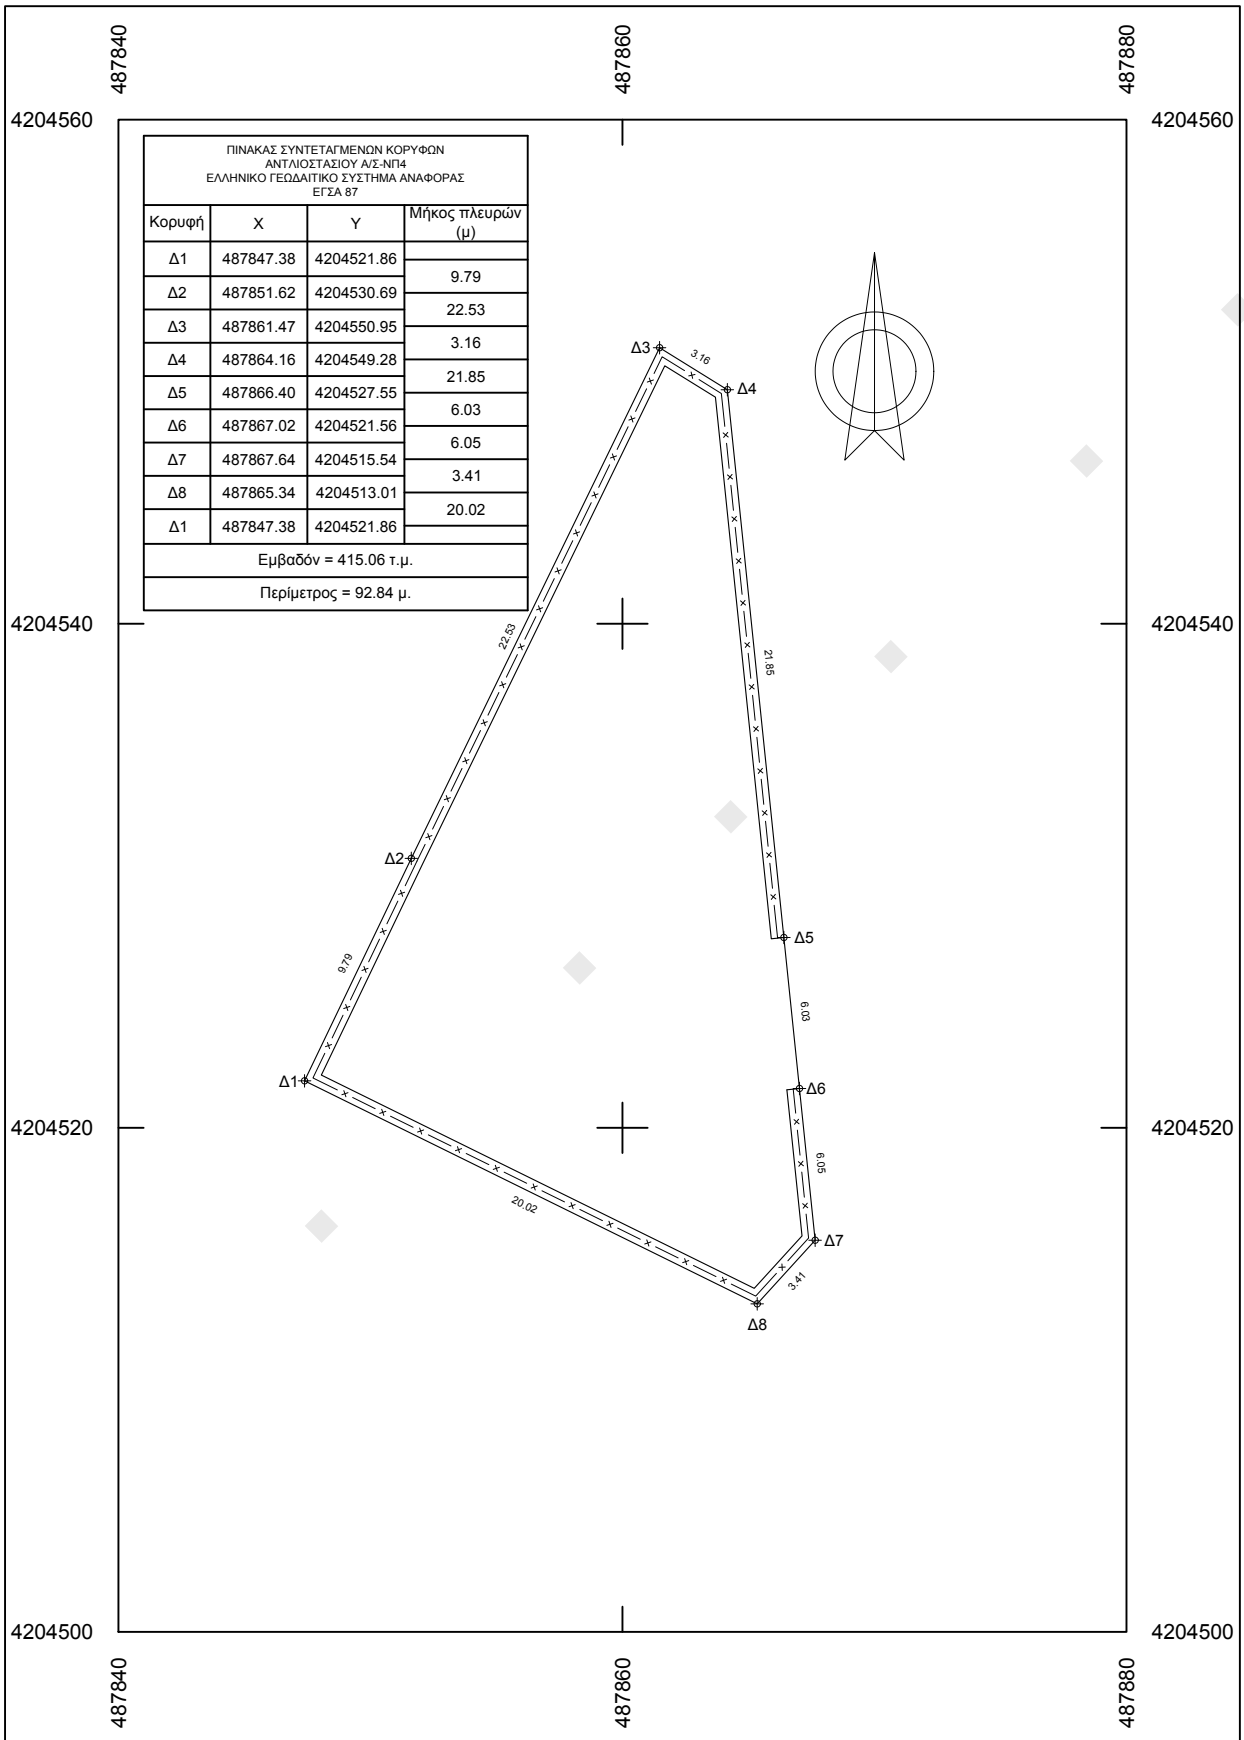 487840
487860
487880
4204560
4204560
ΠΙΝΑΚΑΣ ΣΥΝΤΕΤΑΓΜΕΝΩΝ ΚΟΡΥΦΩΝ
ΑΝΤΛΙΟΣΤΑΣΙΟΥ Α/Σ-ΝΠ4
ΕΛΛΗΝΙΚΟ ΓΕΩΔΑΙΤΙΚΟ ΣΥΣΤΗΜΑ ΑΝΑΦΟΡΑΣ
ΕΓΣΑ 87
Κορυφή X Y Μήκος πλευρών (μ)
Δ1 487847.38 4204521.86
9.79
Δ2 487851.62 4204530.69
22.53
Δ3 487861.47 4204550.95
3.16
Δ4 487864.16 4204549.28
21.85
Δ5 487866.40 4204527.55
6.03
Δ6 487867.02 4204521.56
6.05
Δ7 487867.64 4204515.54
3.41
Δ8 487865.34 4204513.01
20.02
Δ1 487847.38 4204521.86
Εμβαδόν = 415.06 τ.μ.
Περίμετρος = 92.84 μ.
Δ3
3.16
Δ4
4204540
22.53
21.85
4204540
Δ2
Δ5
9.79
6.03
Δ1
Δ6
4204520
4204520
6.05
20.02
Δ7
3.41
Δ8
4204500
4204500
487840
487860
487880